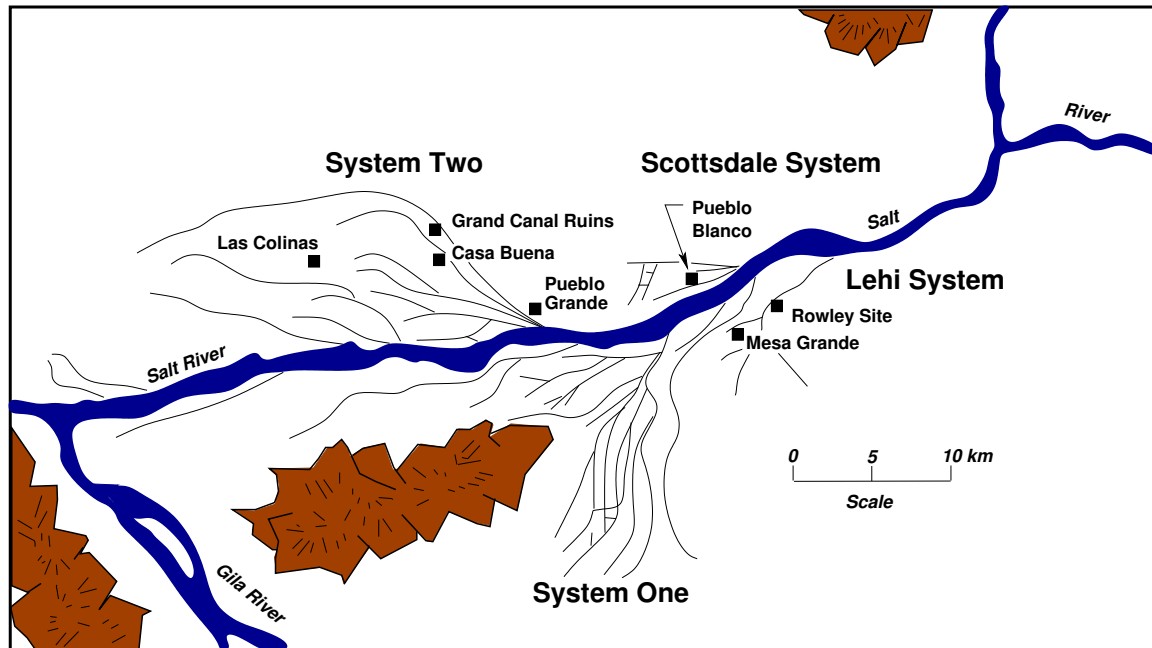 River
System Two
Scottsdale System
Pueblo
Blanco
Salt
Grand Canal Ruins
Las Colinas
Casa Buena
Lehi System
Pueblo
Grande
Rowley Site
Mesa Grande
Salt River
0 5 10 km
Scale
Gila River
System One